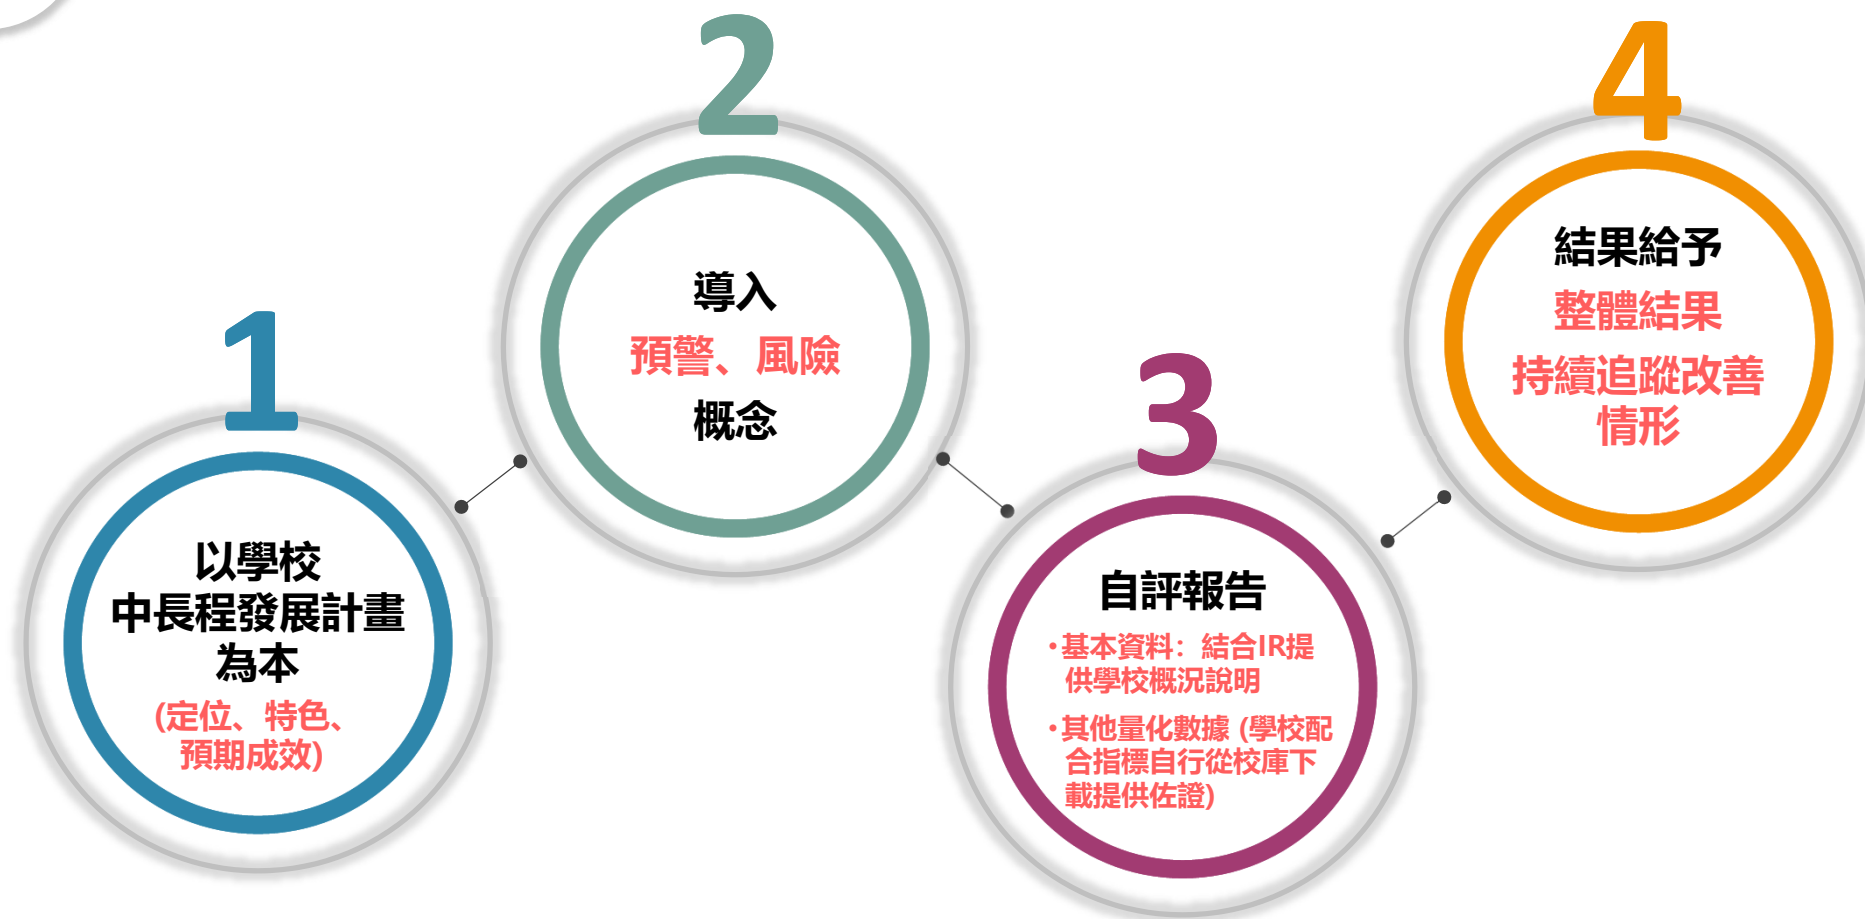 1
以學校
中長程發展計畫
為本
(定位、特色、
預期成效)
2
導入
預警、風險
概念
3
自評報告
•基本資料：結合IR提
供學校概況說明
•其他量化數據 (學校配
合指標自行從校庫下
載提供佐證)
4
結果給予
整體結果
持續追蹤改善
情形